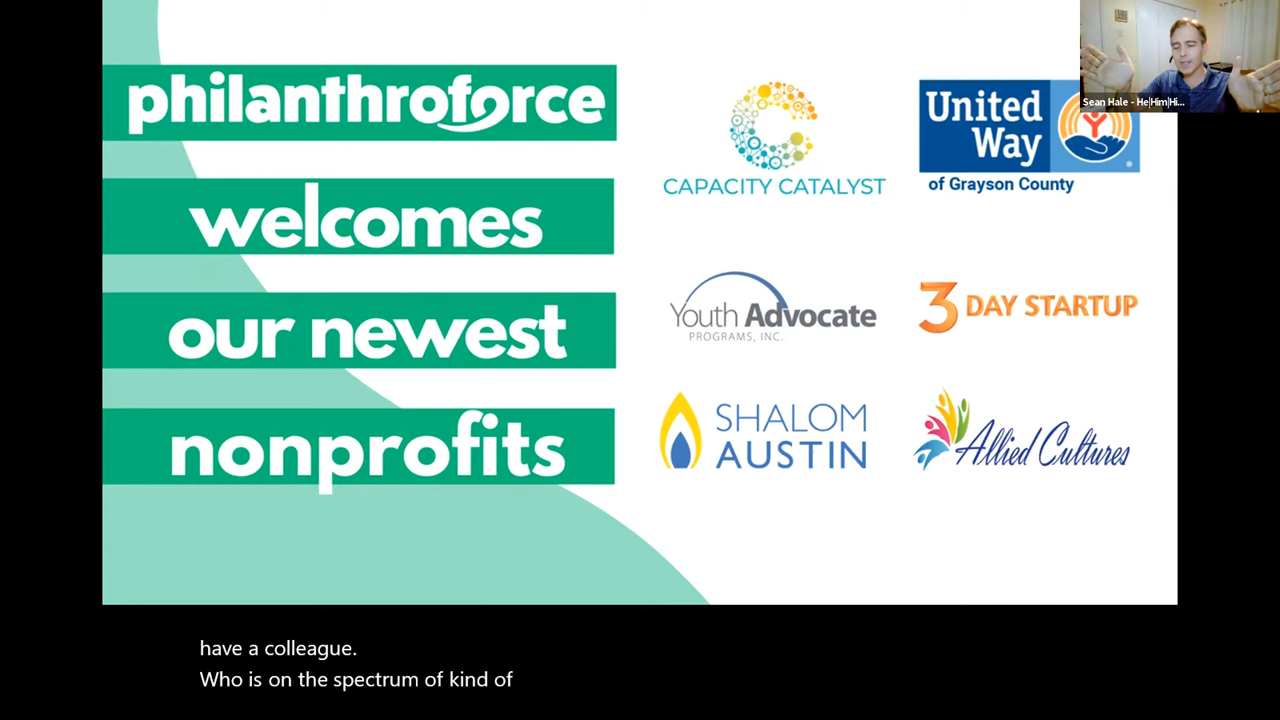 philanthroforce
welcomes
our newest
nonprofits
CAPACITY CATALYST
United
Way
of Grayson County
Youth Advocate
PROGRAMS, INC.
3 DAY STARTUP
SHALOM
AUSTIN
Allied Cultures
Sean Hale - He|Him|Hi...
have a colleague.
Who is on the spectrum of kind of